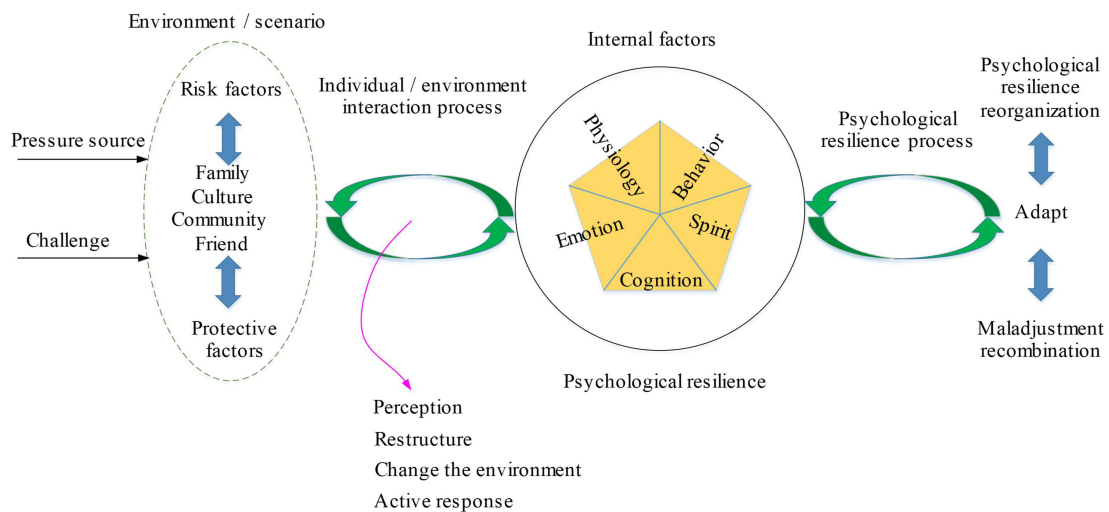 Environment / scenario
Risk factors
Pressure source
Family
Culture
Community
Friend
Challenge
Protective
factors
Individual / environment
interaction process
Perception
Restructure
Change the environment
Active response
Internal factors
Physiology
Behavior
Emotion
Spirit
Cognition
Psychological resilience
Psychological
resilience process
Psychological
resilience
reorganization
Adapt
Maladjustment
recombination